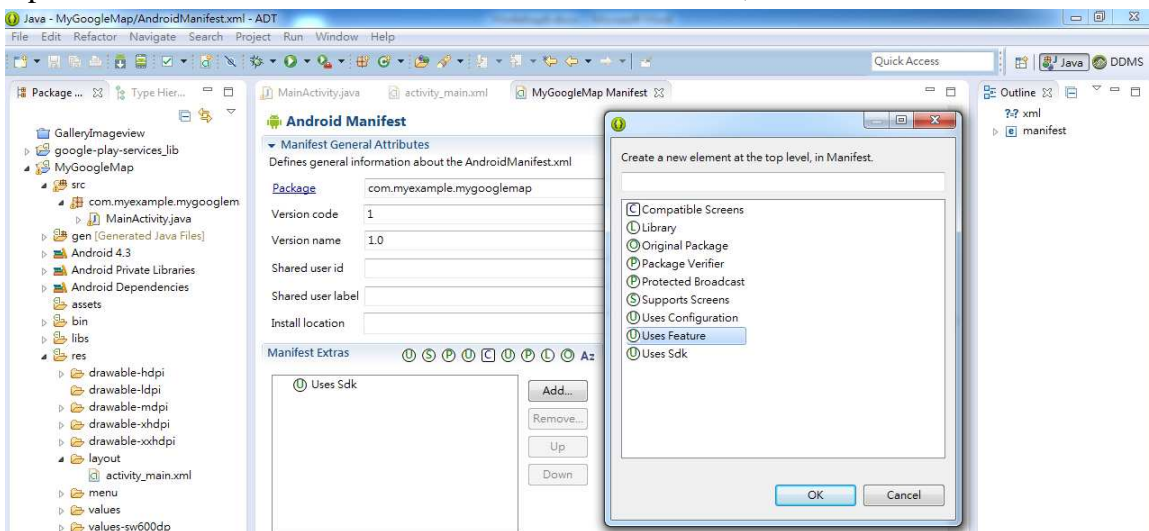 Java - MyGoogleMap/AndroidManifest.xml - ADT
File Edit Refactor Navigate Search Project Run Window Help
Quick Access
Java
DDMS
Package ...
Type Hier...
GalleryImageview
google-play-services_lib
MyGoogleMap
src
com.myexample.mygooglem
MainActivity.java
gen [Generated Java Files]
Android 4.3
Android Private Libraries
Android Dependencies
assets
bin
libs
res
drawable-hdpi
drawable-ldpi
drawable-mdpi
drawable-xhdpi
drawable-xxhdpi
layout
activity_main.xml
menu
values
values-sw600dp
MainActivity.java
activity_main.xml
MyGoogleMap Manifest
Android Manifest
Manifest General Attributes
Defines general information about the AndroidManifest.xml
Package com.myexample.mygooglemap
Version code 1
Version name 1.0
Shared user id
Shared user label
Install location
Manifest Extras
U S P U C U P L O Az
U Uses Sdk
Add...
Remove...
Up
Down
Create a new element at the top level, in Manifest.
C Compatible Screens
L Library
O Original Package
P Package Verifier
P Protected Broadcast
S Supports Screens
U Uses Configuration
U Uses Feature
U Uses Sdk
OK
Cancel
Outline
?=? xml
e manifest